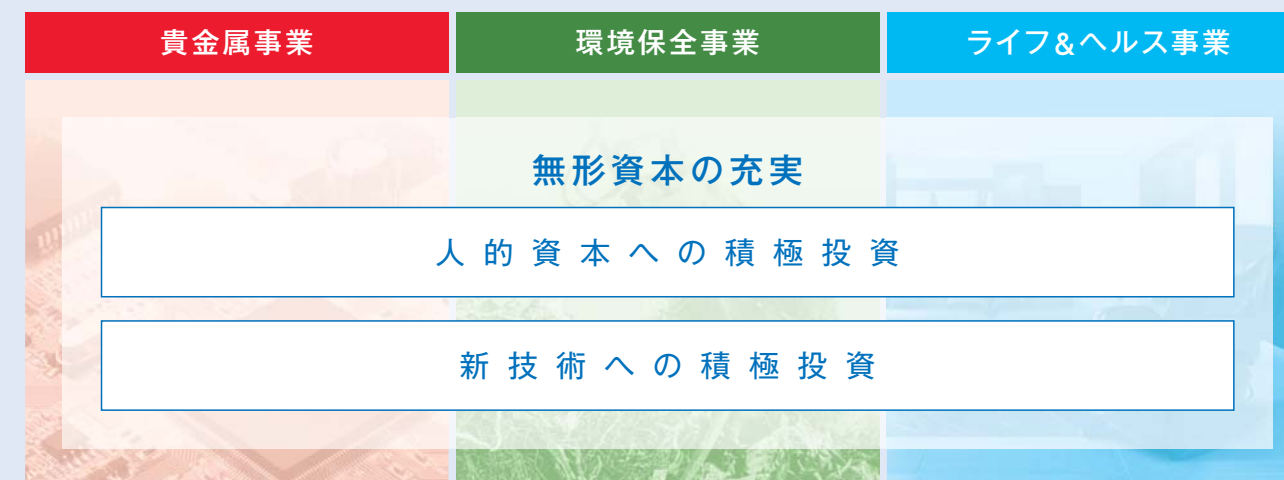 貴金属事業
環境保全事業
ライフ&ヘルス事業
無形資本の充実
人的資本への積極投資
新技術への積極投資